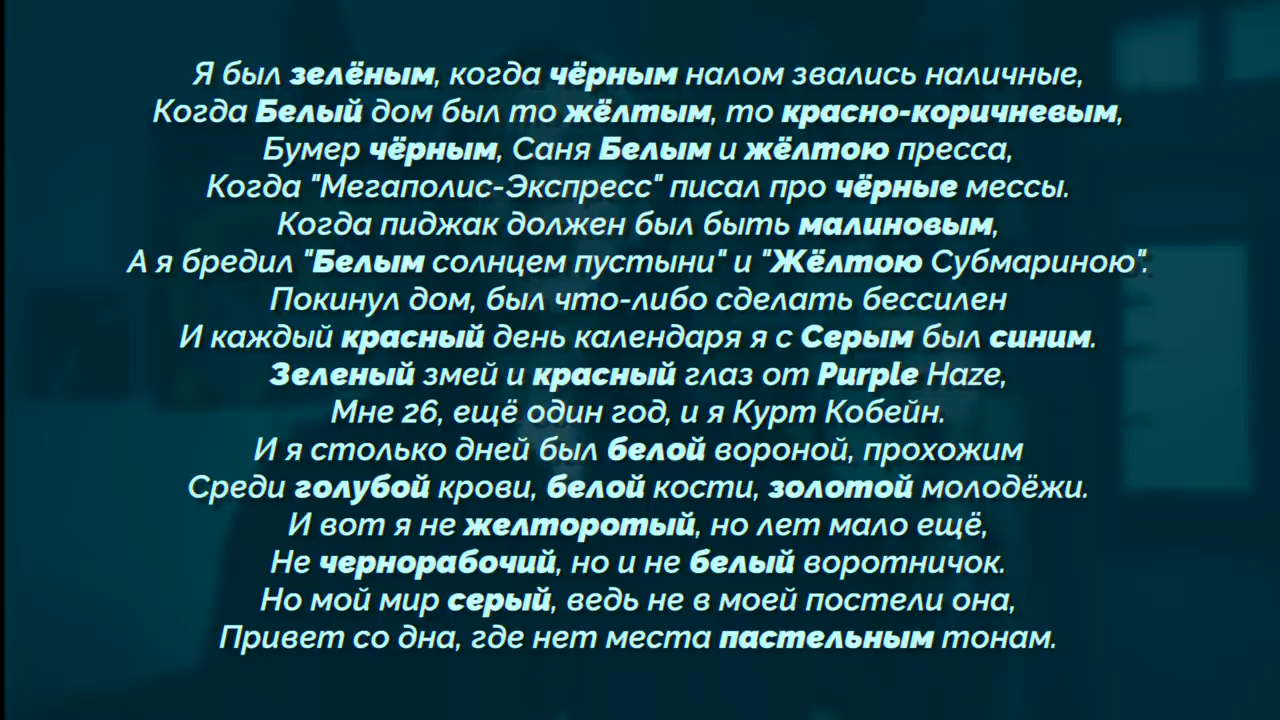 Я был зелёным, когда чёрным налом звались наличные,
Когда Белый дом был то жёлтым, то красно-коричневым,
Бумер чёрным, Саня Белым и жёлтою пресса,
Когда "Мегаполис-Экспресс" писал про чёрные мессы.
Когда пиджак должен был быть малиновым,
А я бредил "Белым солнцем пустыни" и "Жёлтою Субмариною".
Покинул дом, был что-либо сделать бессилен
И каждый красный день календаря я с Серым был синим.
Зеленый змей и красный глаз от Purple Haze,
Мне 26, ещё один год, и я Курт Кобейн.
И я столько дней был белой вороной, прохожим
Среди голубой крови, белой кости, золотой молодёжи.
И вот я не желторотый, но лет мало ещё,
Не чернорабочий, но и не белый воротничок.
Но мой мир серый, ведь не в моей постели она,
Привет со дна, где нет места пастельным тонам.